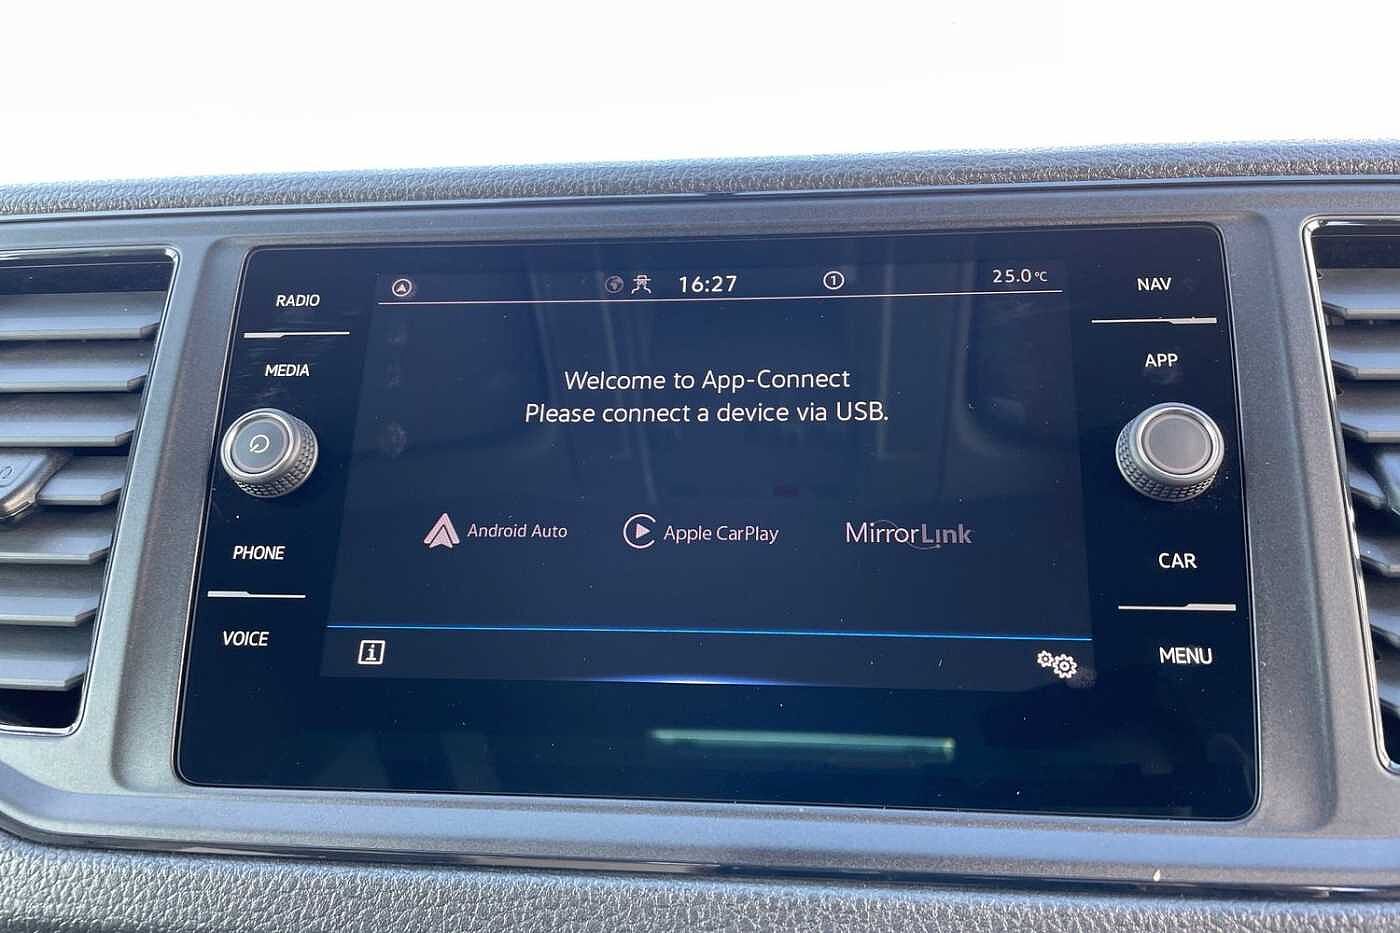 RADIO
MEDIA
PHONE
VOICE
16:27
1
25.0°C
Welcome to App-Connect
Please connect a device via USB.
Android Auto
Apple CarPlay
MirrorLink
i
NAV
APP
CAR
MENU